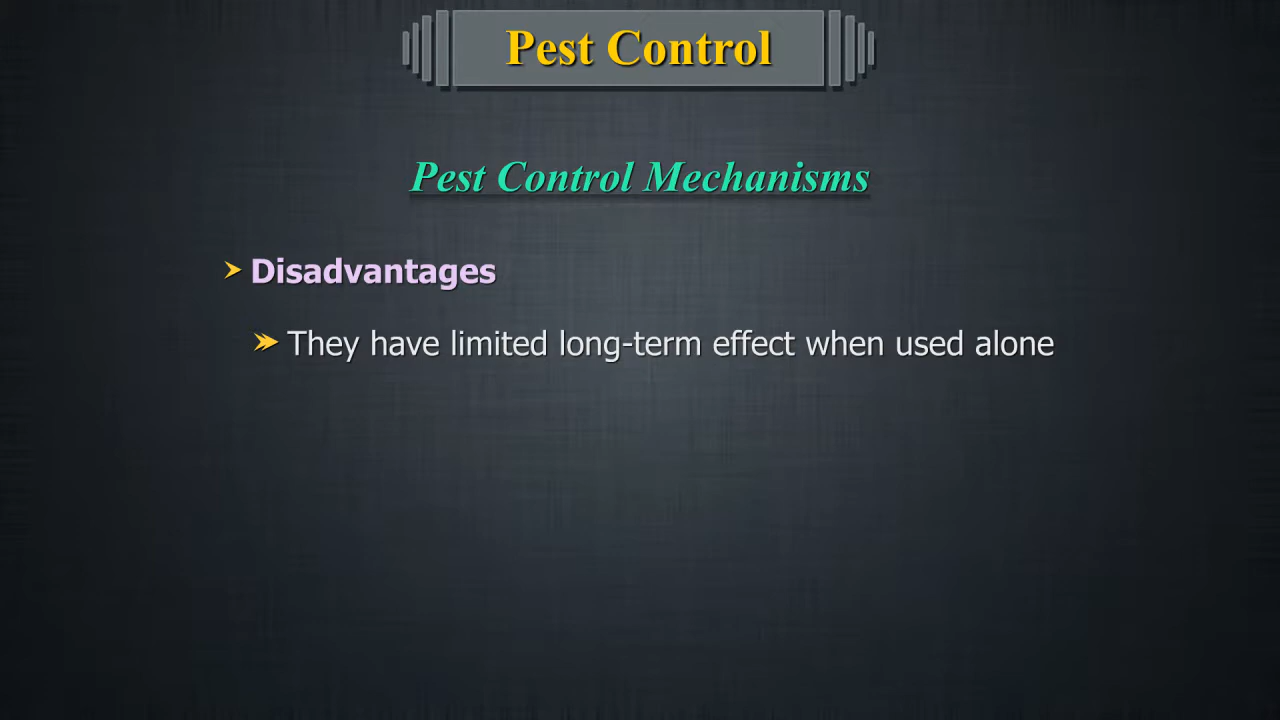 Pest Control
Pest Control Mechanisms
Disadvantages
They have limited long-term effect when used alone